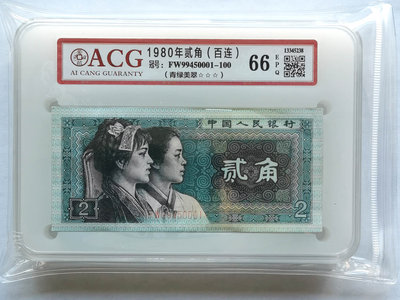 ACG
AI CANG GUARANTY
1980年贰角（百连）
冠号：FW99450001-100
（青绿美翠☆☆☆）
66
EPQ
13345238
中国人民银行
贰角
2
2